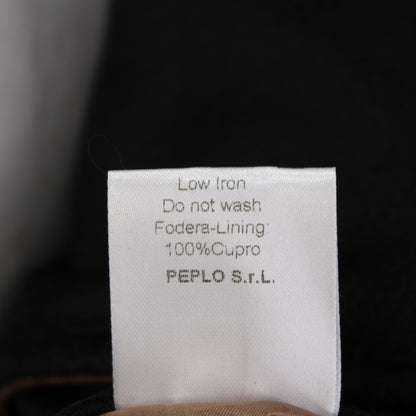 Low Iron
Do not wash
Fodera-Lining:
100%Cupro
PEPLO S.r.L.